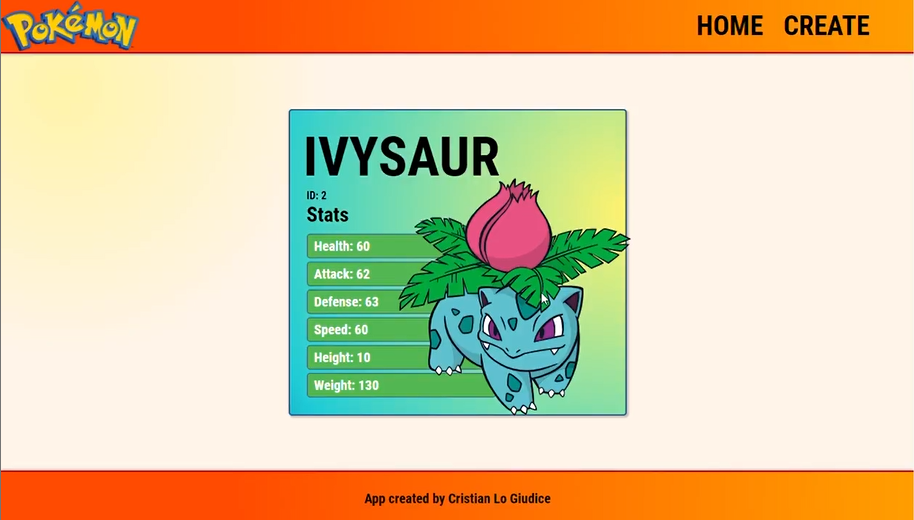 POKéMON
HOME CREATE
IVYSAUR
ID: 2
Stats
Health: 60
Attack: 62
Defense: 63
Speed: 60
Height: 10
Weight: 130
App created by Cristian Lo Giudice